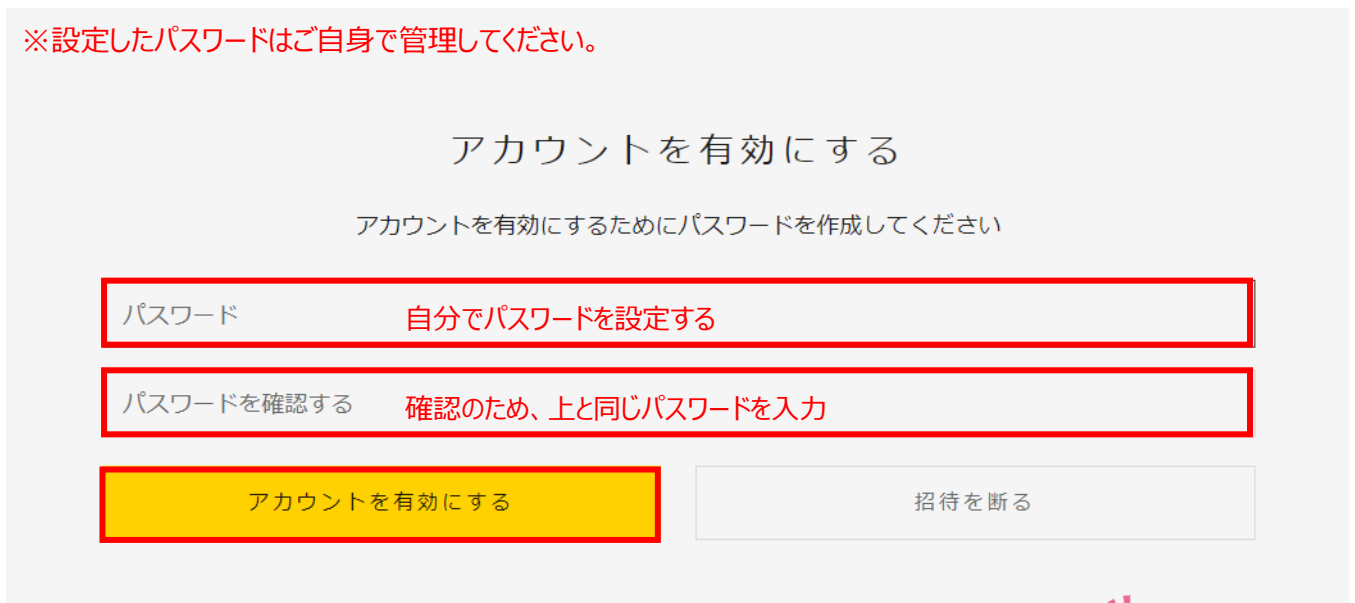 ※設定したパスワードはご自身で管理してください。
アカウントを有効にする
アカウントを有効にするためにパスワードを作成してください
パスワード 自分でパスワードを設定する
パスワードを確認する 確認のため、上と同じパスワードを入力
アカウントを有効にする 招待を断る